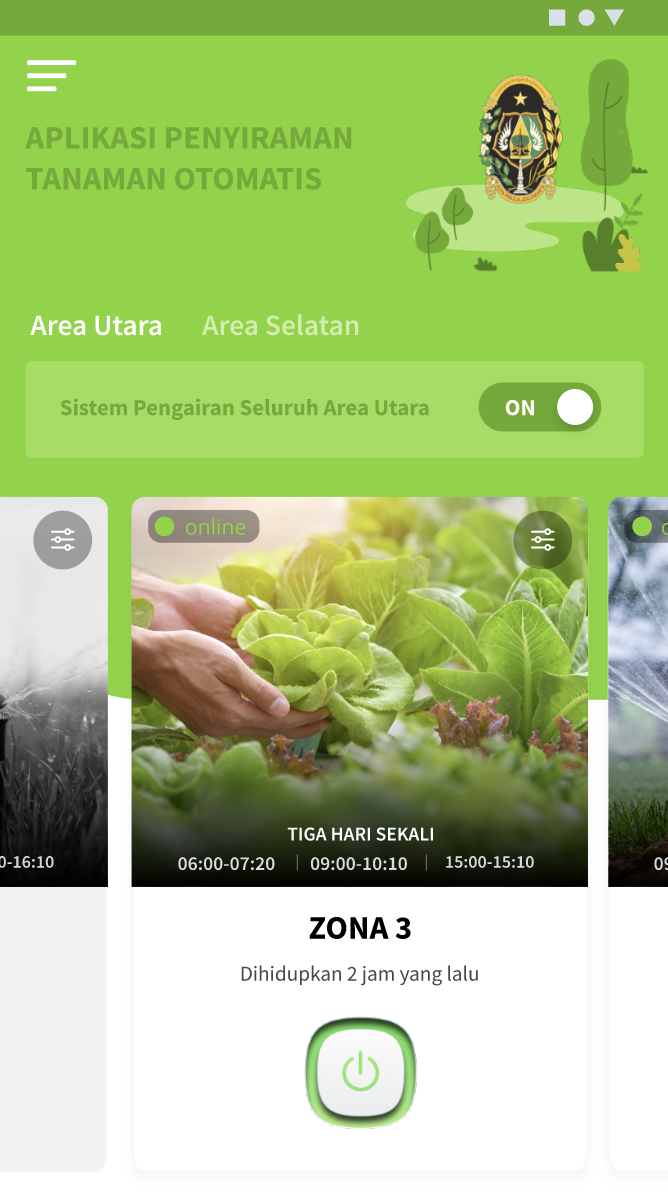 APLIKASI PENYIRAMAN
TANAMAN OTOMATIS
Area Utara
Area Selatan
Sistem Pengairan Seluruh Area Utara
ON
online
TIGA HARI SEKALI
0-16:10
06:00-07:20
09:00-10:10
15:00-15:10
09
ZONA 3
Dihidupkan 2 jam yang lalu